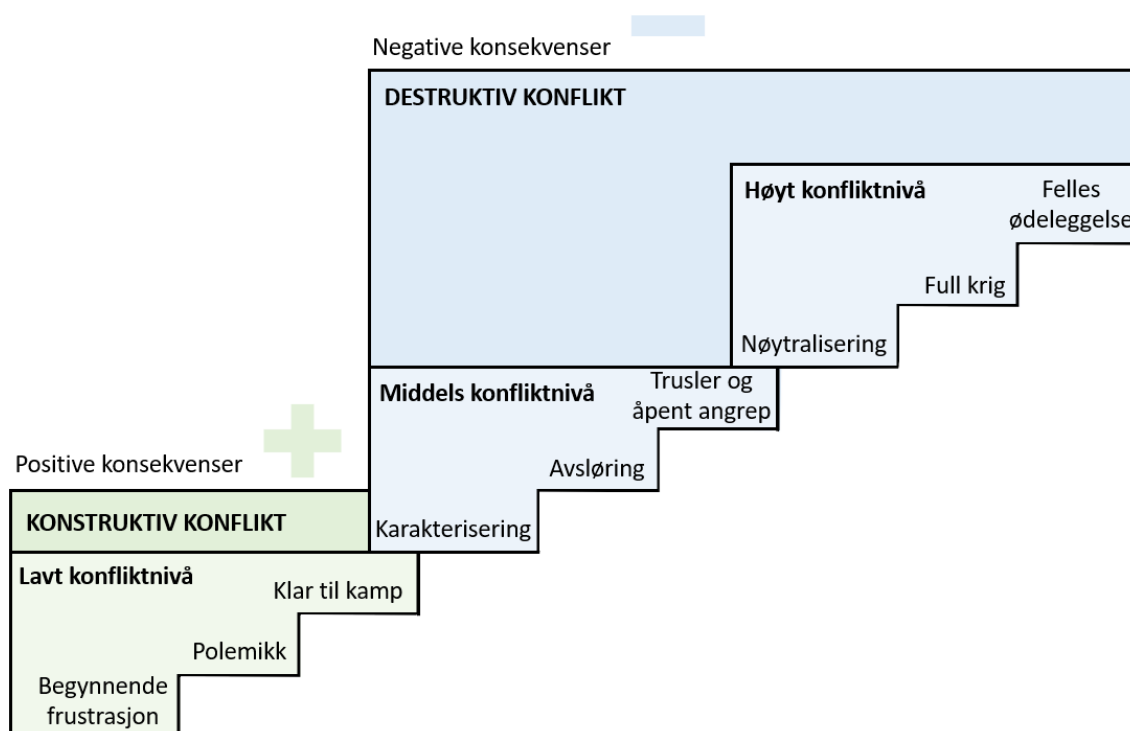 Negative konsekvenser
DESTRUKTIV KONFLIKT
Høyt konfliktnivå
Felles
ødeleggelse
Full krig
Nøytralisering
Middels konfliktnivå
Trusler og
åpent angrep
Avsløring
Karakterisering
Positive konsekvenser
KONSTRUKTIV KONFLIKT
Lavt konfliktnivå
Klar til kamp
Polemikk
Begynnende
frustrasjon